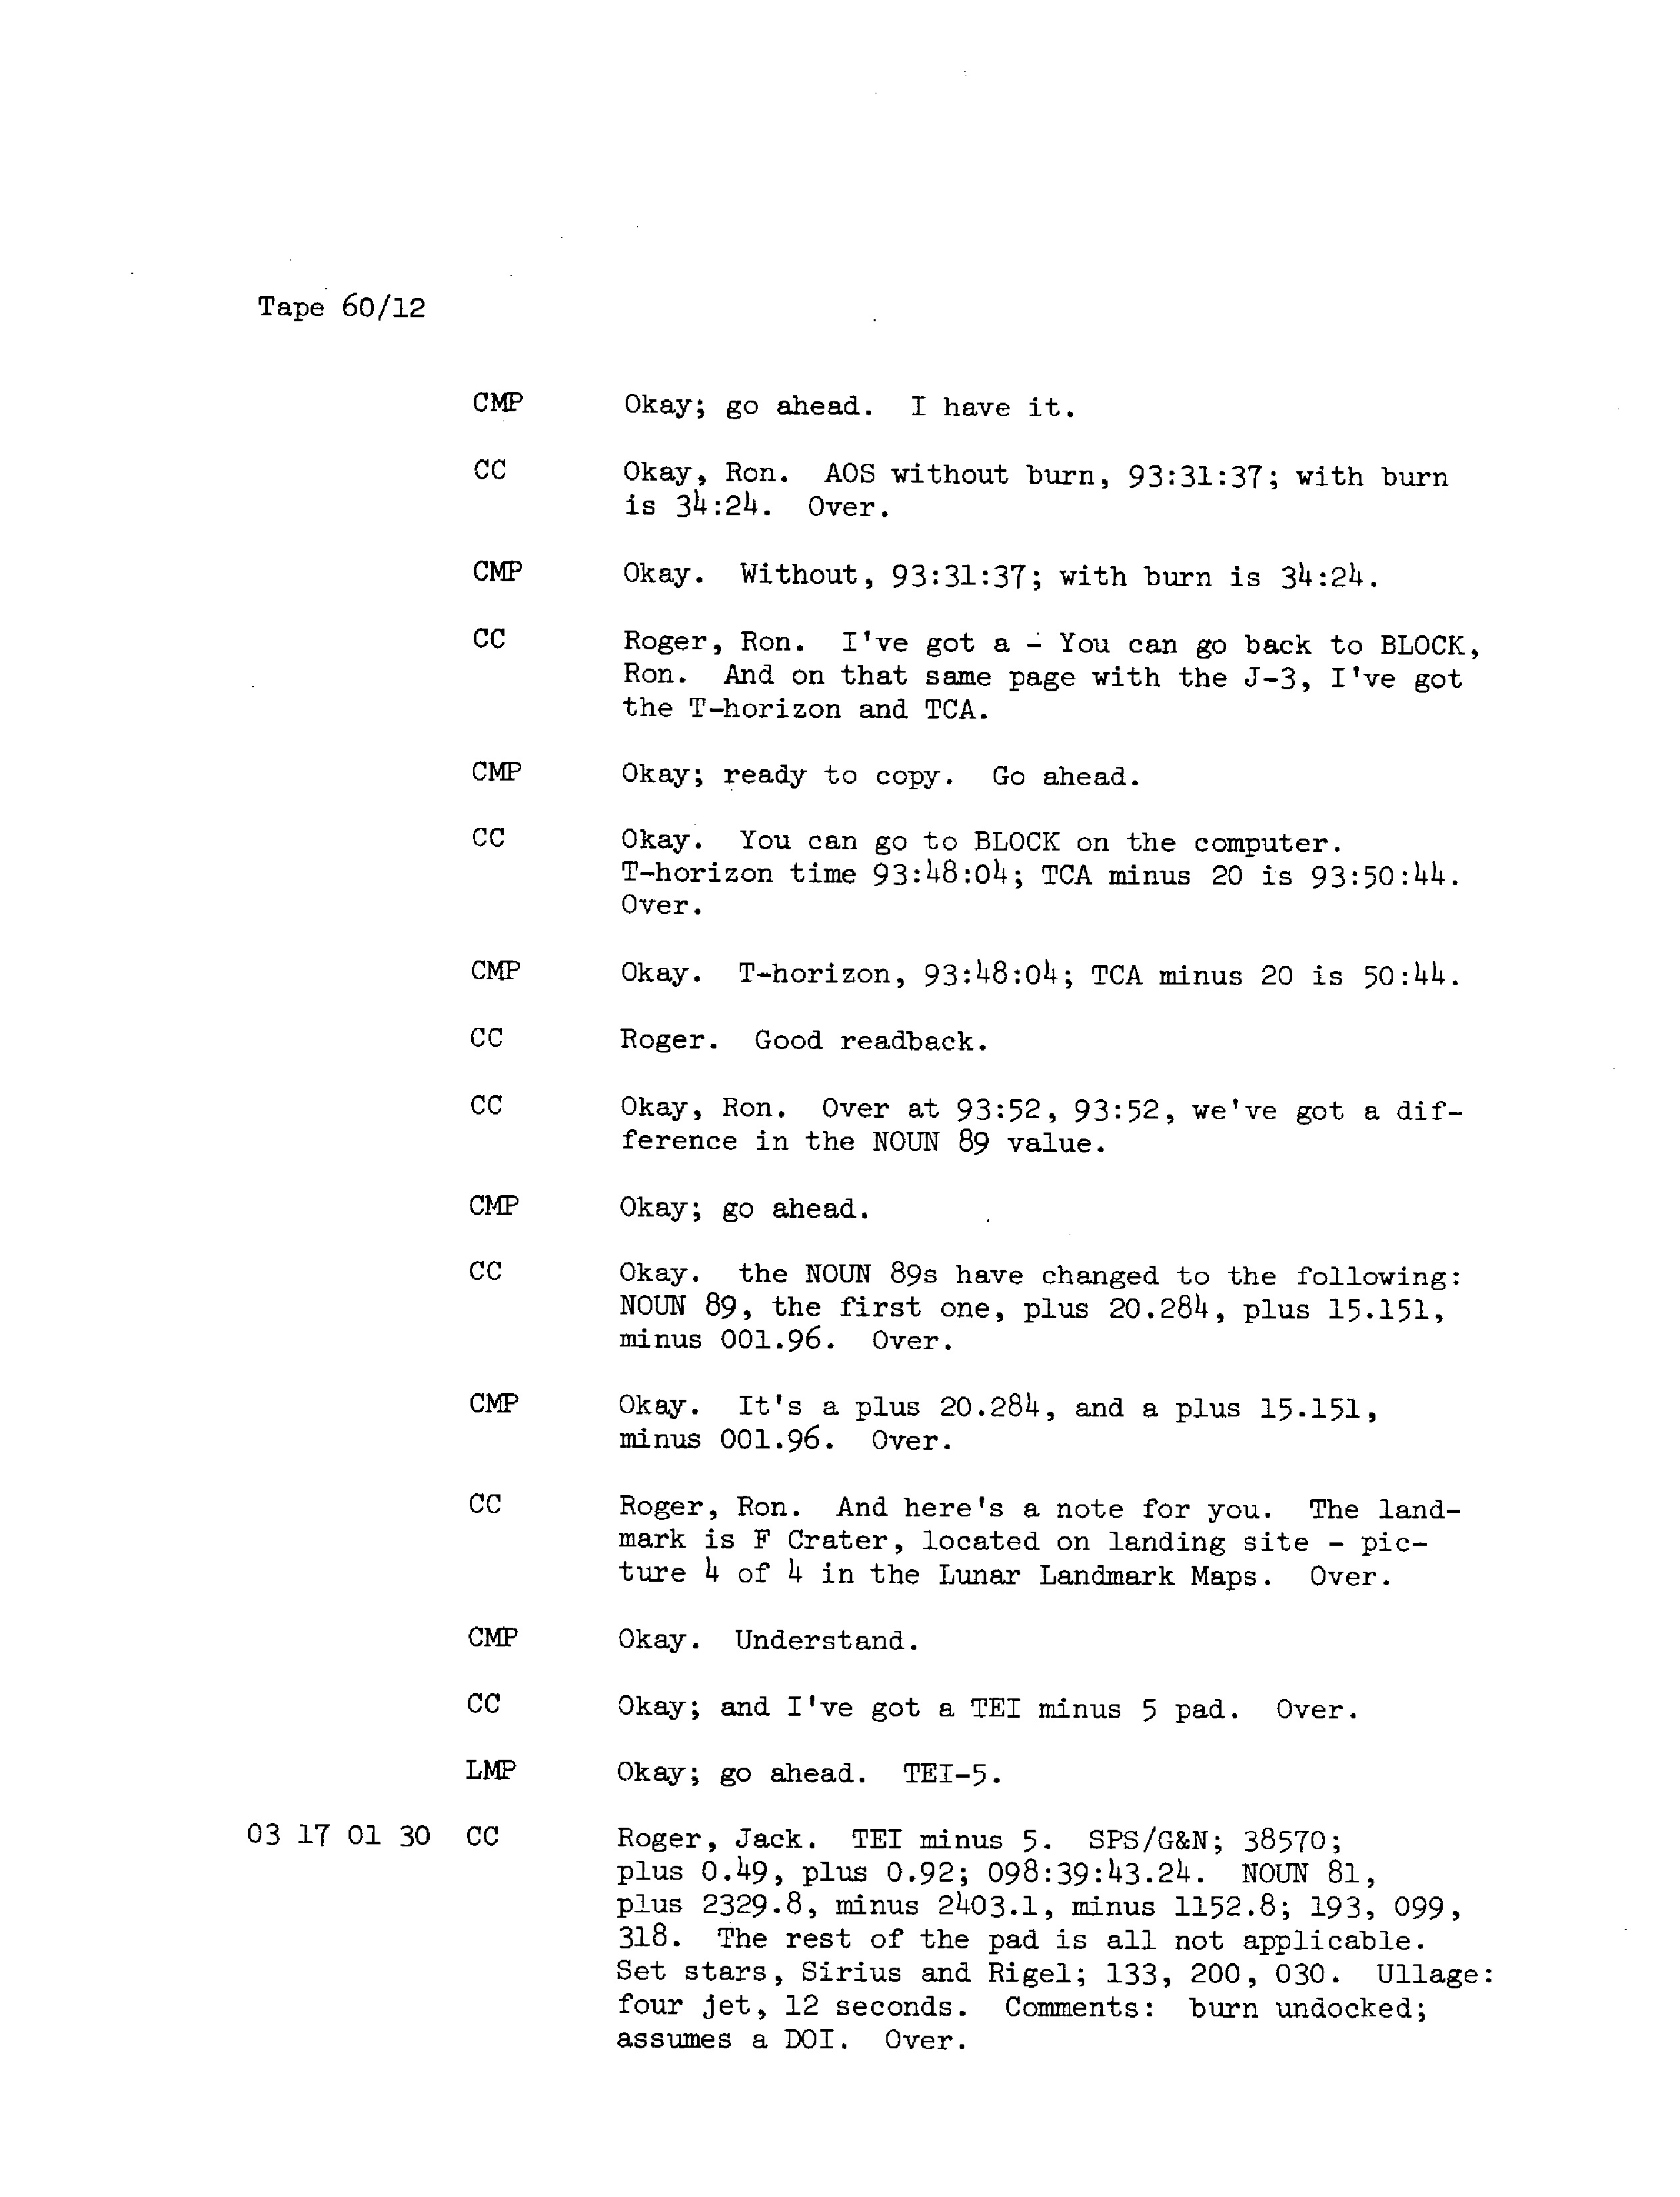 Tape 60/12
CMP Okay; go ahead. I have it.
CC Okay, Ron. AOS without burn, 93:31:37; with burn
is 34:24. Over.
CMP Okay. Without, 93:31:37; with burn is 34:24.
CC Roger, Ron. I've got a - You can go back to BLOCK,
Ron. And on that same page with the J-3, I've got
the T-horizon and TCA.
CMP Okay; ready to copy. Go ahead.
CC Okay. You can go to BLOCK on the computer.
T-horizon time 93:48:04; TCA minus 20 is 93:50:44.
Over.
CMP Okay. T-horizon, 93:48:04; TCA minus 20 is 50:44.
CC Roger. Good readback.
CC Okay, Ron. Over at 93:52, 93:52, we've got a dif-
ference in the NOUN 89 value.
CMP Okay; go ahead.
CC Okay. the NOUN 89s have changed to the following:
NOUN 89, the first one, plus 20.284, plus 15.151,
minus 001.96. Over.
CMP Okay. It's a plus 20.284, and a plus 15.151,
minus 001.96. Over.
CC Roger, Ron. And here's a note for you. The land-
mark is F Crater, located on landing site - pic-
ture 4 of 4 in the Lunar Landmark Maps. Over.
CMP Okay. Understand.
CC Okay; and I've got a TEI minus 5 pad. Over.
LMP Okay; go ahead. TEI-5.
03 17 01 30 CC Roger, Jack. TEI minus 5. SPS/G&N; 38570;
plus 0.49, plus 0.92; 098:39:43.24. NOUN 81,
plus 2329.8, minus 2403.1, minus 1152.8; 193, 099,
318. The rest of the pad is all not applicable.
Set stars, Sirius and Rigel; 133, 200, 030. Ullage:
four jet, 12 seconds. Comments: burn undocked;
assumes a DOI. Over.